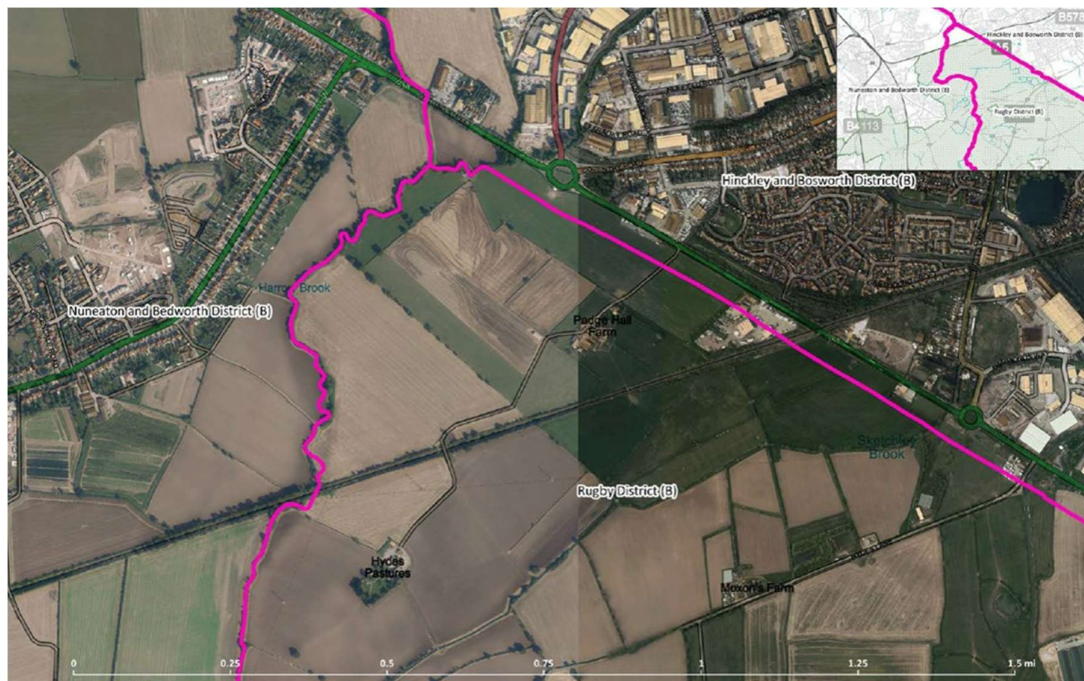 B578
Hinckley and Bosworth District (B)
A5
Nuneaton and Bedworth District (B)
Rugby District (B)
B4113
Hinckley and Bosworth District (B)
Harrow Brook
Nuneaton and Bedworth District (B)
Padge Hall
Farm
Sketchley
Brook
Rugby District (B)
Hydes
Pastures
Moxon's Farm
0
0.25
0.5
0.75
1
1.25
1.5 mi